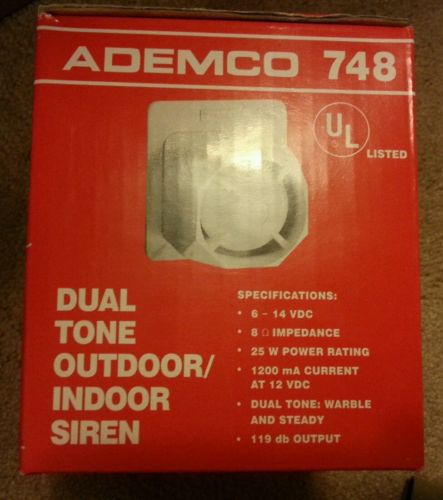 ADEMCO 748
UL
LISTED
DUAL
TONE
OUTDOOR/
INDOOR
SIREN
SPECIFICATIONS:
• 6 – 14 VDC
• 8 Ω IMPEDANCE
• 25 W POWER RATING
• 1200 mA CURRENT
AT 12 VDC
• DUAL TONE: WARBLE
AND STEADY
• 119 db OUTPUT